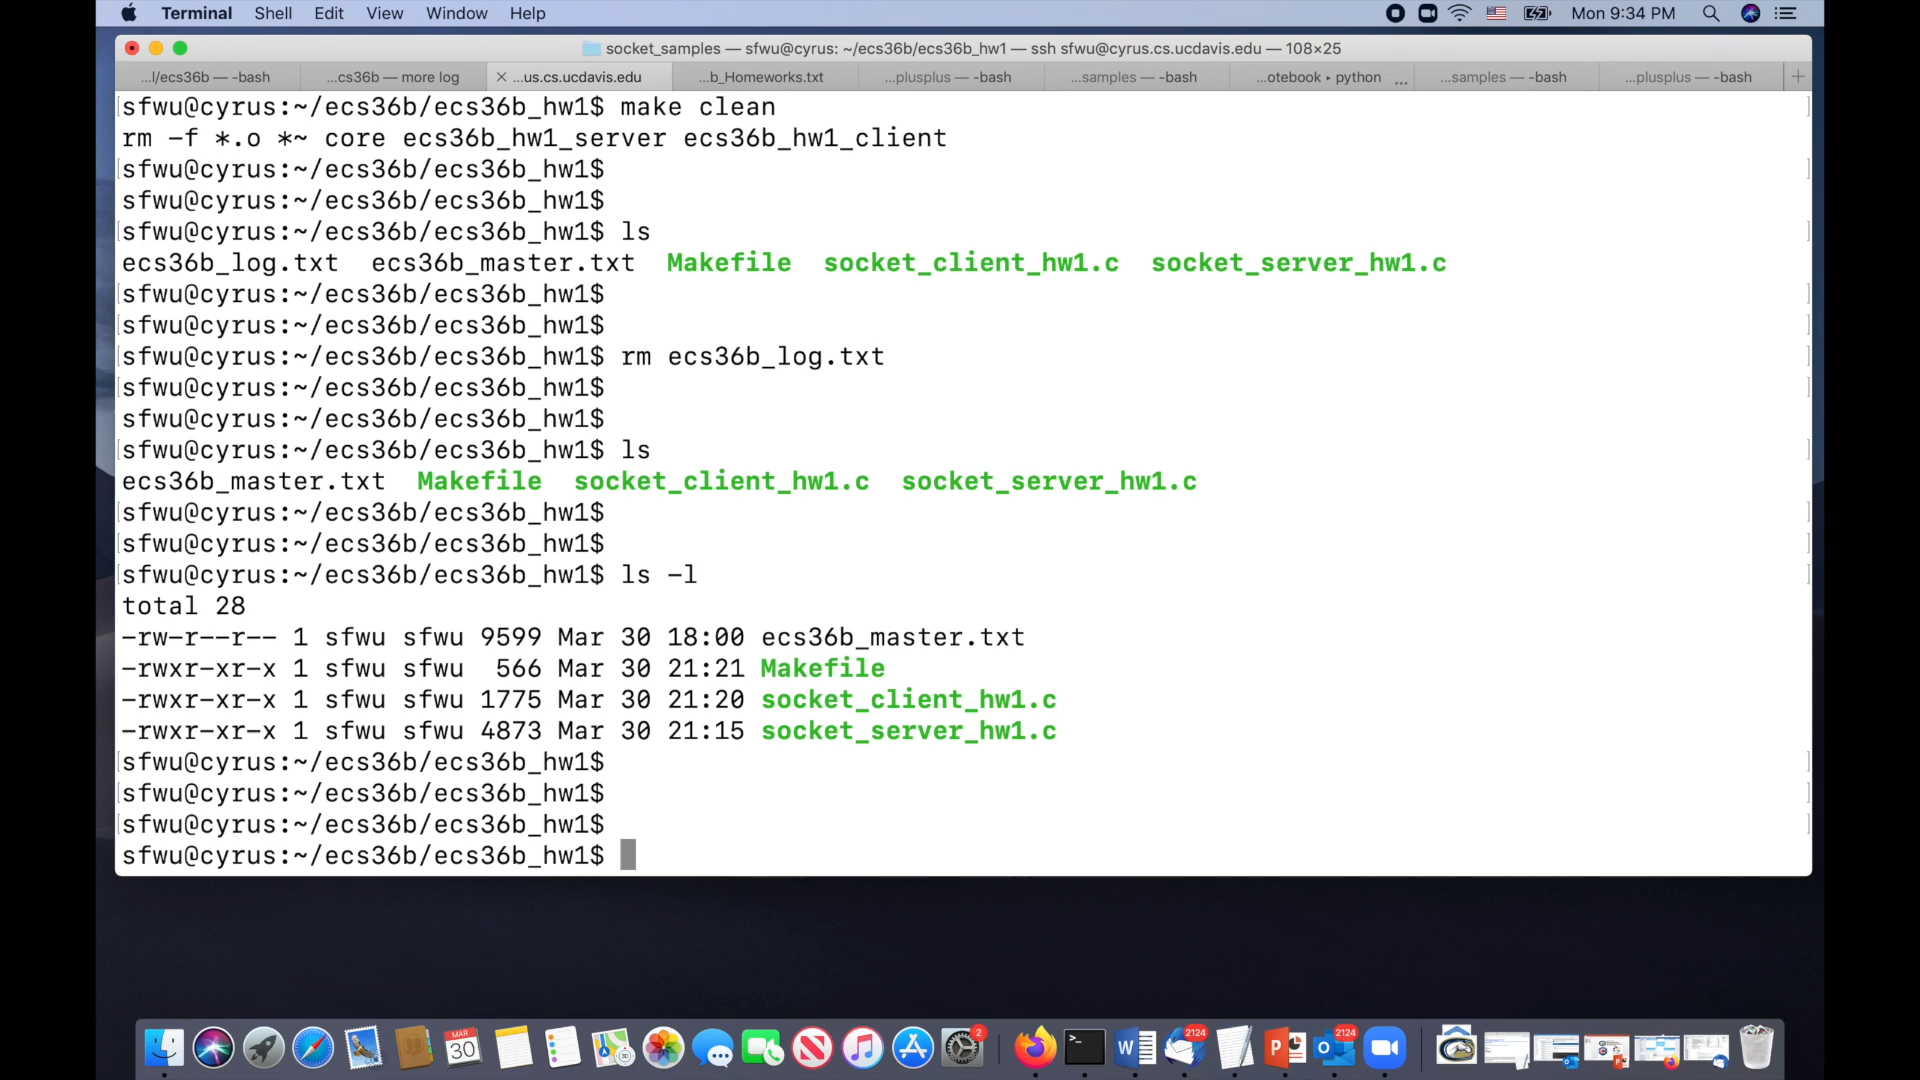 Terminal Shell Edit View Window Help Mon 9:34 PM
socket_samples — sfwu@cyrus: ~/ecs36b/ecs36b_hw1 — ssh sfwu@cyrus.cs.ucdavis.edu — 108×25
...l/ecs36b — -bash ...cs36b — more log ...us.cs.ucdavis.edu ...b_Homeworks.txt ...plusplus — -bash ...samples — -bash ...otebook ▸ python ... ...samples — -bash ...plusplus — -bash
sfwu@cyrus:~/ecs36b/ecs36b_hw1$ make clean
rm -f *.o *~ core ecs36b_hw1_server ecs36b_hw1_client
sfwu@cyrus:~/ecs36b/ecs36b_hw1$
sfwu@cyrus:~/ecs36b/ecs36b_hw1$
sfwu@cyrus:~/ecs36b/ecs36b_hw1$ ls
ecs36b_log.txt ecs36b_master.txt Makefile socket_client_hw1.c socket_server_hw1.c
sfwu@cyrus:~/ecs36b/ecs36b_hw1$
sfwu@cyrus:~/ecs36b/ecs36b_hw1$
sfwu@cyrus:~/ecs36b/ecs36b_hw1$ rm ecs36b_log.txt
sfwu@cyrus:~/ecs36b/ecs36b_hw1$
sfwu@cyrus:~/ecs36b/ecs36b_hw1$
sfwu@cyrus:~/ecs36b/ecs36b_hw1$ ls
ecs36b_master.txt Makefile socket_client_hw1.c socket_server_hw1.c
sfwu@cyrus:~/ecs36b/ecs36b_hw1$
sfwu@cyrus:~/ecs36b/ecs36b_hw1$
sfwu@cyrus:~/ecs36b/ecs36b_hw1$ ls -l
total 28
-rw-r--r-- 1 sfwu sfwu 9599 Mar 30 18:00 ecs36b_master.txt
-rwxr-xr-x 1 sfwu sfwu 566 Mar 30 21:21 Makefile
-rwxr-xr-x 1 sfwu sfwu 1775 Mar 30 21:20 socket_client_hw1.c
-rwxr-xr-x 1 sfwu sfwu 4873 Mar 30 21:15 socket_server_hw1.c
sfwu@cyrus:~/ecs36b/ecs36b_hw1$
sfwu@cyrus:~/ecs36b/ecs36b_hw1$
sfwu@cyrus:~/ecs36b/ecs36b_hw1$
sfwu@cyrus:~/ecs36b/ecs36b_hw1$
MAR 30 3D 2 >_ W 2124 P O 2124